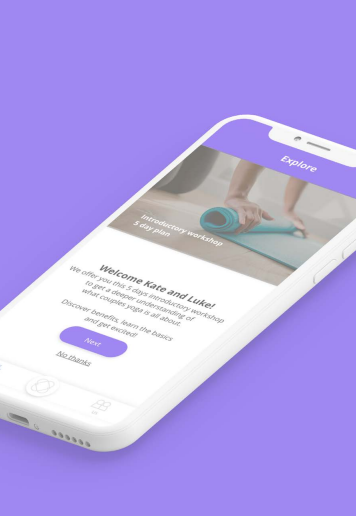 Explore
Introductory workshop
5 day plan
Welcome Kate and Luke!
We offer you this 5 days introductory workshop
to get a deeper understanding of
what couples yoga is all about.
Discover benefits, learn the basics
and get excited!
Next
No thanks